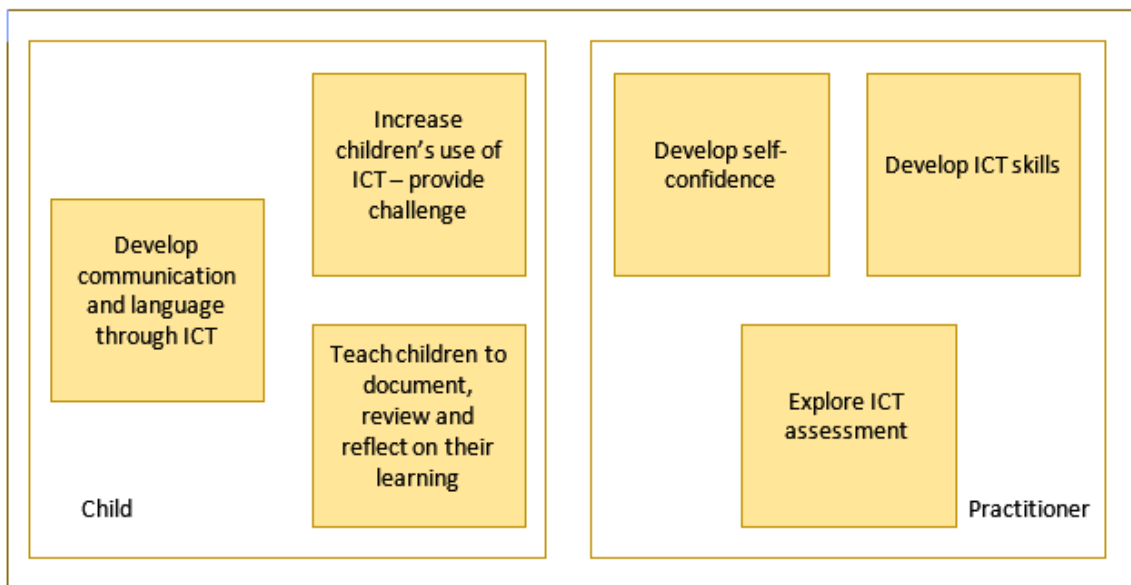 Develop
communication
and language
through ICT
Increase
children’s use of
ICT – provide
challenge
Teach children to
document,
review and
reflect on their
learning
Child
Develop self-
confidence
Develop ICT skills
Explore ICT
assessment
Practitioner